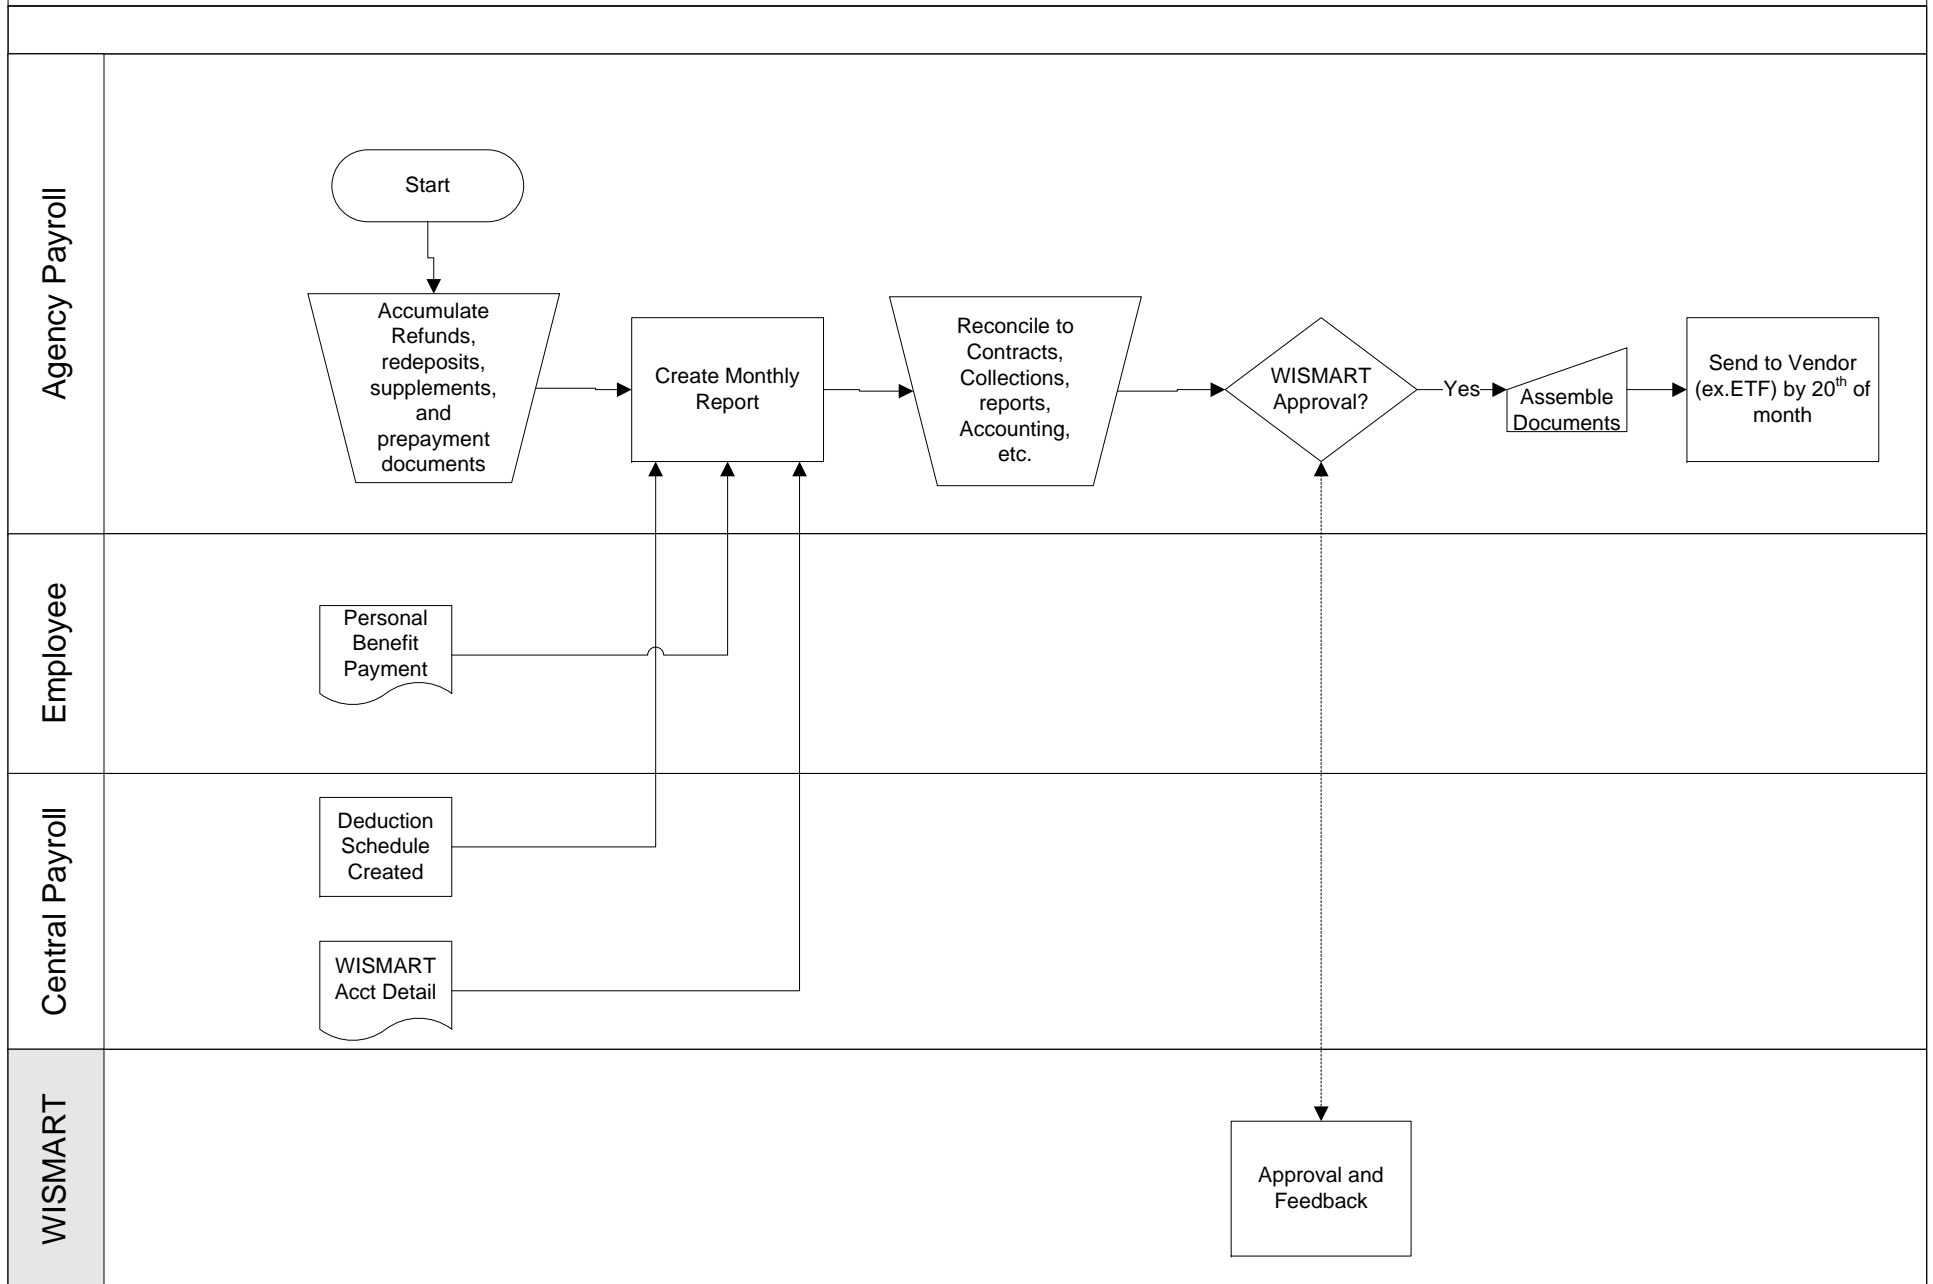 Agency Payroll
Start
Accumulate
Refunds,
redeposits,
supplements,
and
prepayment
documents
Create Monthly
Report
Reconcile to
Contracts,
Collections,
reports,
Accounting,
etc.
WISMART
Approval?
Yes
Assemble
Documents
Send to Vendor
(ex.ETF) by 20th of
month
Employee
Personal
Benefit
Payment
Central Payroll
Deduction
Schedule
Created
WISMART
Acct Detail
WISMART
Approval and
Feedback